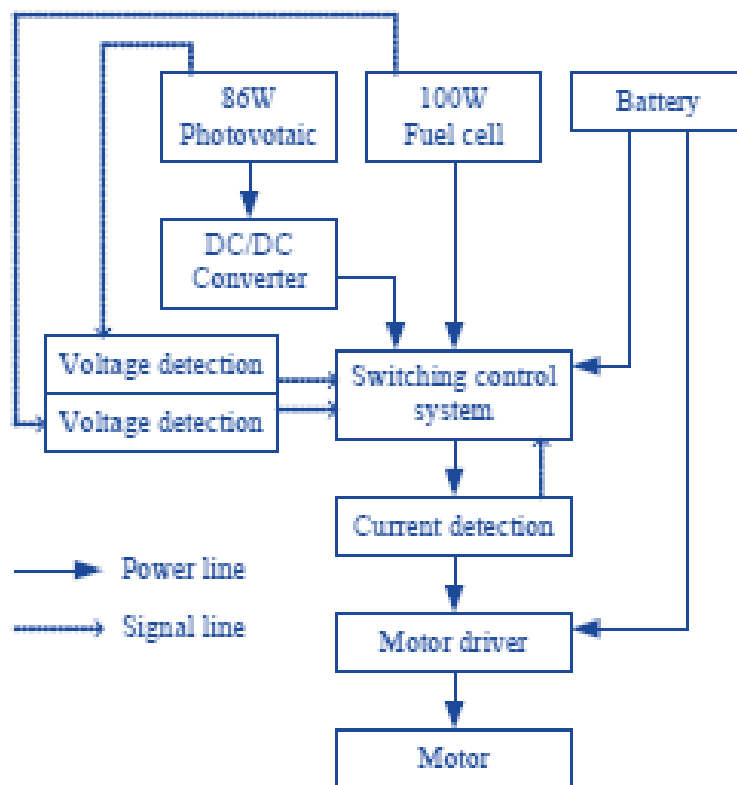 86W
Photovotaic
100W
Fuel cell
Battery
DC/DC
Converter
Voltage detection
Voltage detection
Switching control
system
Current detection
Power line
Signal line
Motor driver
Motor